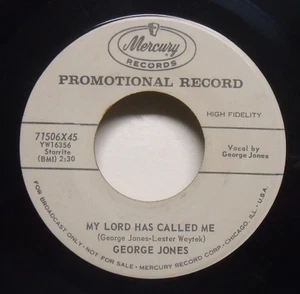 Mercury
RECORDS
PROMOTIONAL RECORD
HIGH FIDELITY
71506X45
YW16356
Starrite
(BMI) 2:30
Vocal by
George Jones
MY LORD HAS CALLED ME
(George Jones-Lester Weytek)
GEORGE JONES
FOR BROADCAST ONLY - NOT FOR SALE - MERCURY RECORD CORP. - CHICAGO, ILL. - U.S.A.